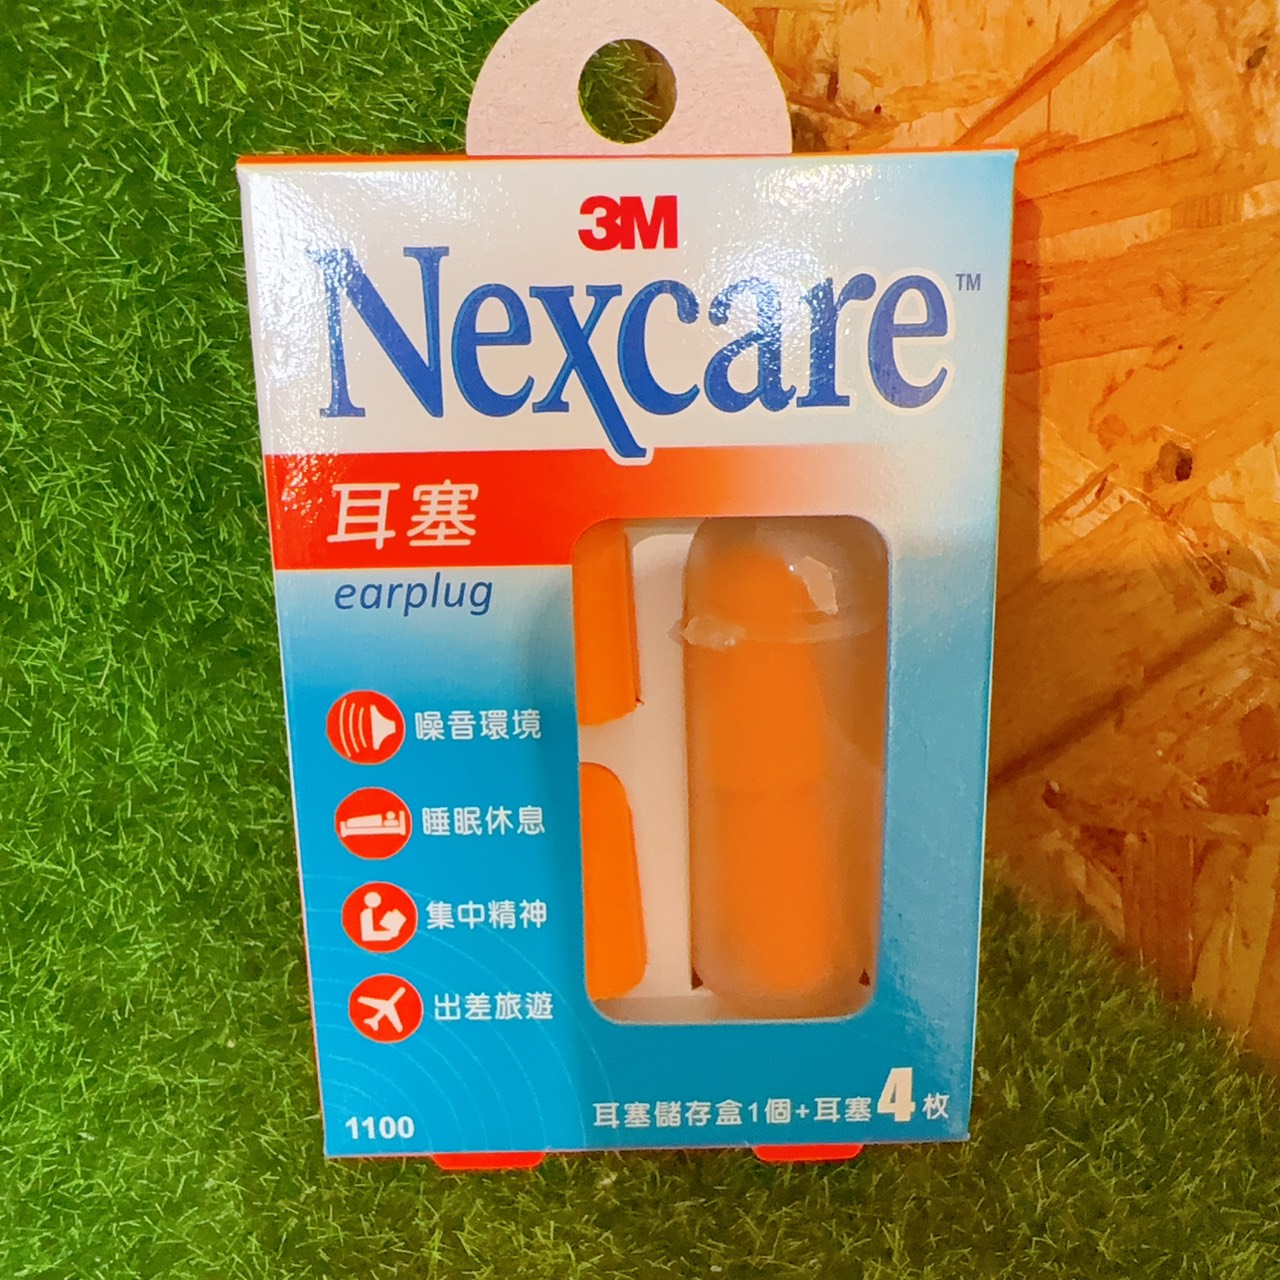 3M
Nexcare™
耳塞
earplug
噪音環境
睡眠休息
集中精神
出差旅遊
1100
耳塞儲存盒1個+耳塞4枚